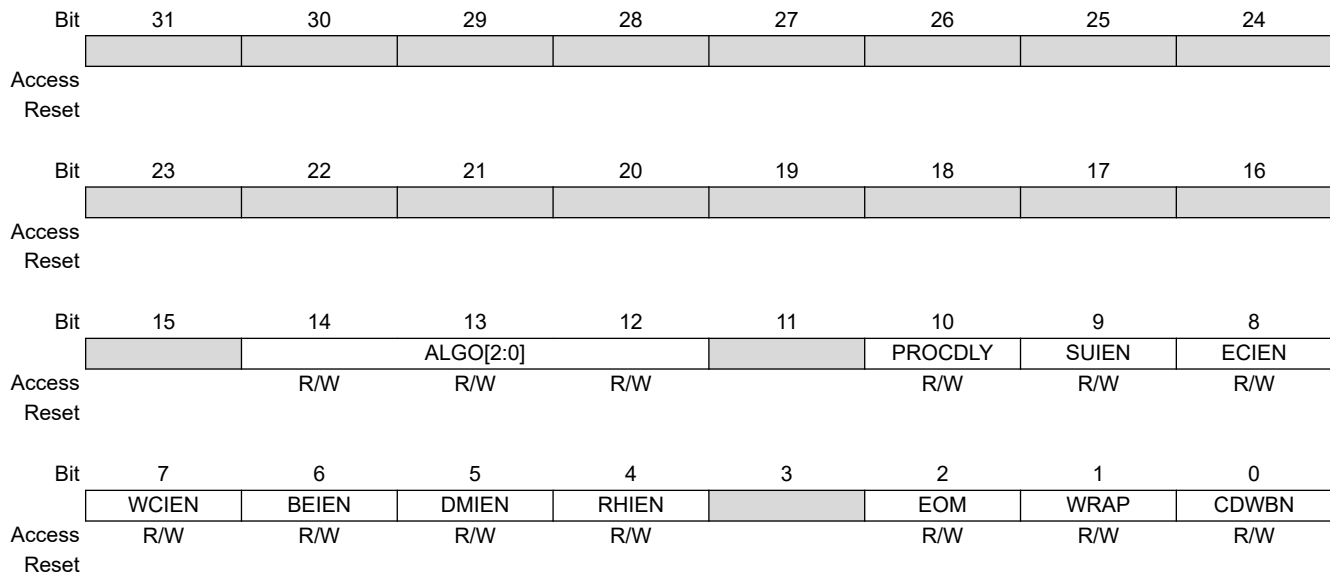 Bit 31 30 29 28 27 26 25 24
Access
Reset
Bit 23 22 21 20 19 18 17 16
Access
Reset
Bit 15 14 13 12 11 10 9 8
ALGO[2:0] PROCDLY SUIEN ECIEN
Access R/W R/W R/W R/W R/W R/W
Reset
Bit 7 6 5 4 3 2 1 0
WCIEN BEIEN DMIEN RHIEN EOM WRAP CDWBN
Access R/W R/W R/W R/W R/W R/W R/W
Reset